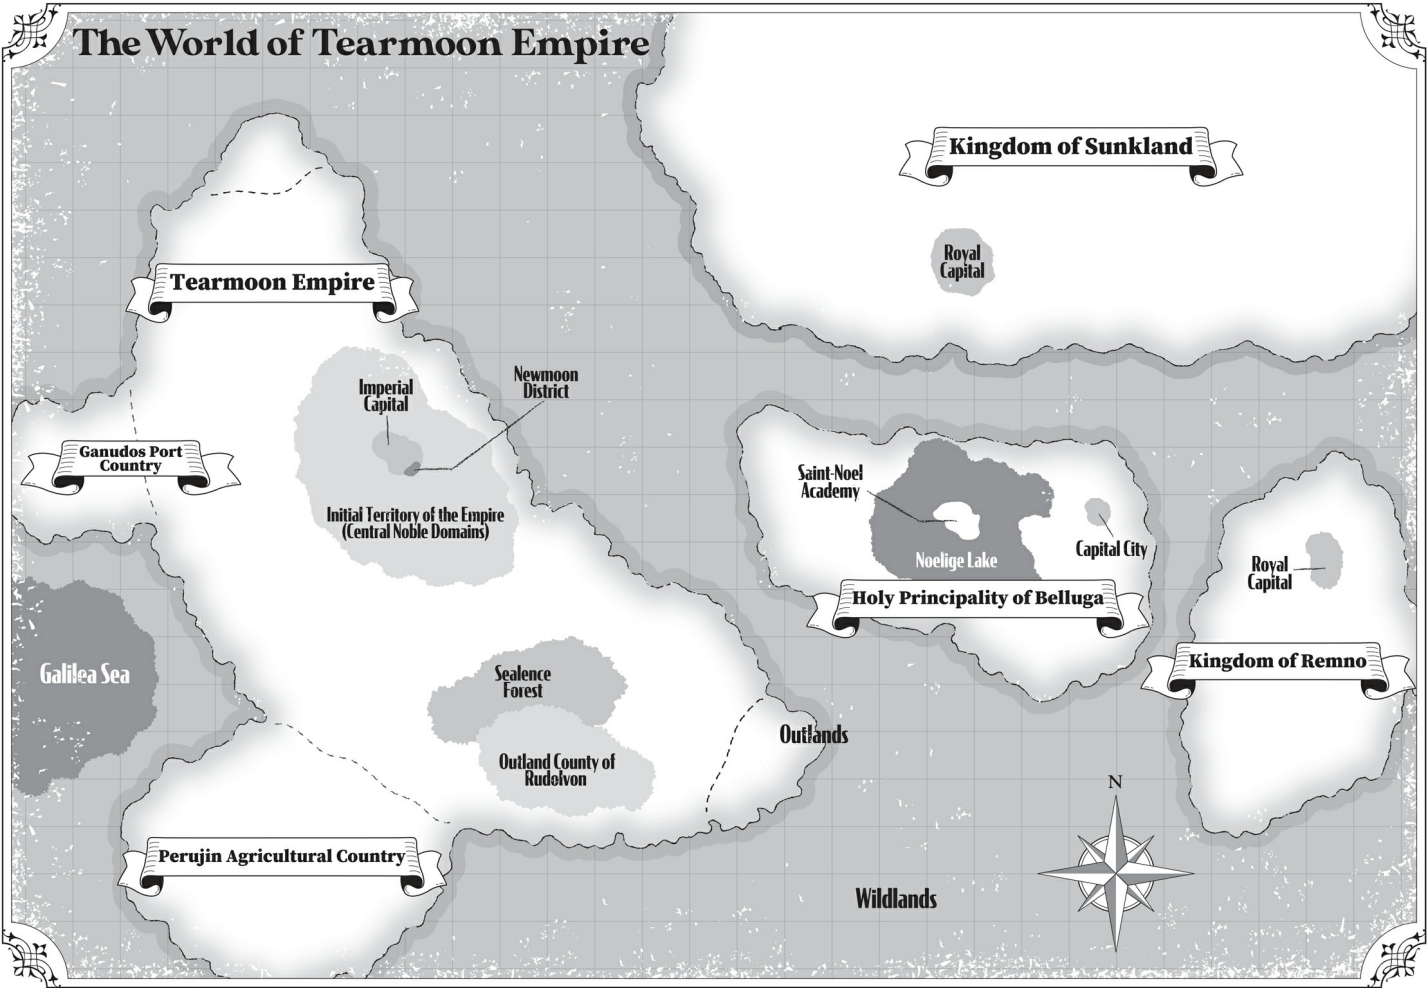 The World of Tearmoon Empire
Kingdom of Sunkland
Royal
Capital
Tearmoon Empire
Imperial
Capital
Newmoon
District
Ganudos Port
Country
Initial Territory of the Empire
(Central Noble Domains)
Saint-Noel
Academy
Noelige Lake
Capital City
Holy Principality of Belluga
Royal
Capital
Kingdom of Remno
Galilea Sea
Sealence
Forest
Outlands
Outland County of
Rudolvon
N
Perujin Agricultural Country
Wildlands